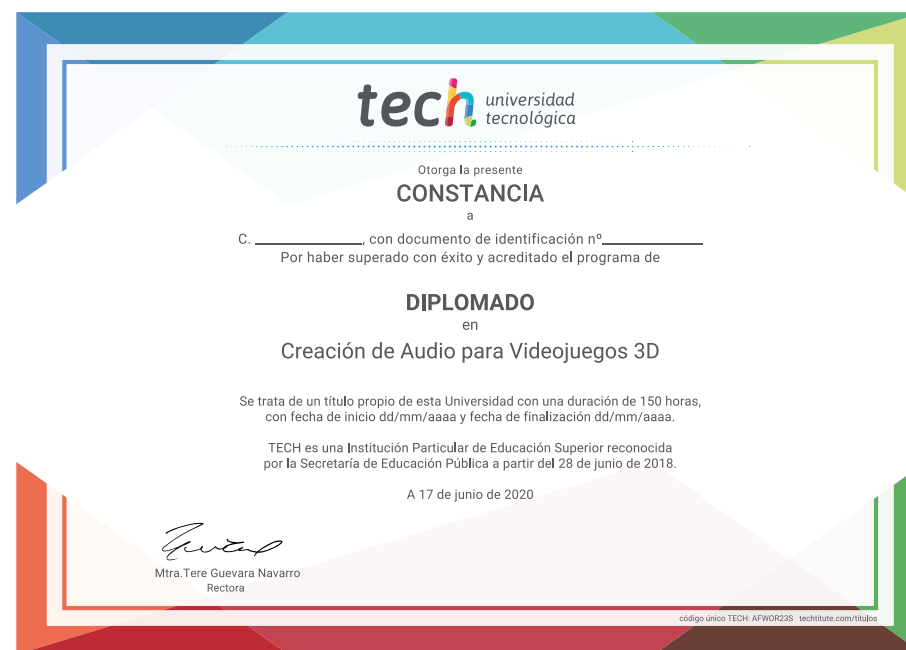 tech universidad
tecnológica
Otorga la presente
CONSTANCIA
a
C. ____________, con documento de identificación nº____________
Por haber superado con éxito y acreditado el programa de
DIPLOMADO
en
Creación de Audio para Videojuegos 3D
Se trata de un título propio de esta Universidad con una duración de 150 horas,
con fecha de inicio dd/mm/aaaa y fecha de finalización dd/mm/aaaa.
TECH es una Institución Particular de Educación Superior reconocida
por la Secretaría de Educación Pública a partir del 28 de junio de 2018.
A 17 de junio de 2020
Mtra.Tere Guevara Navarro
Rectora
código único TECH: AFWOR23S techtitute.com/titulos